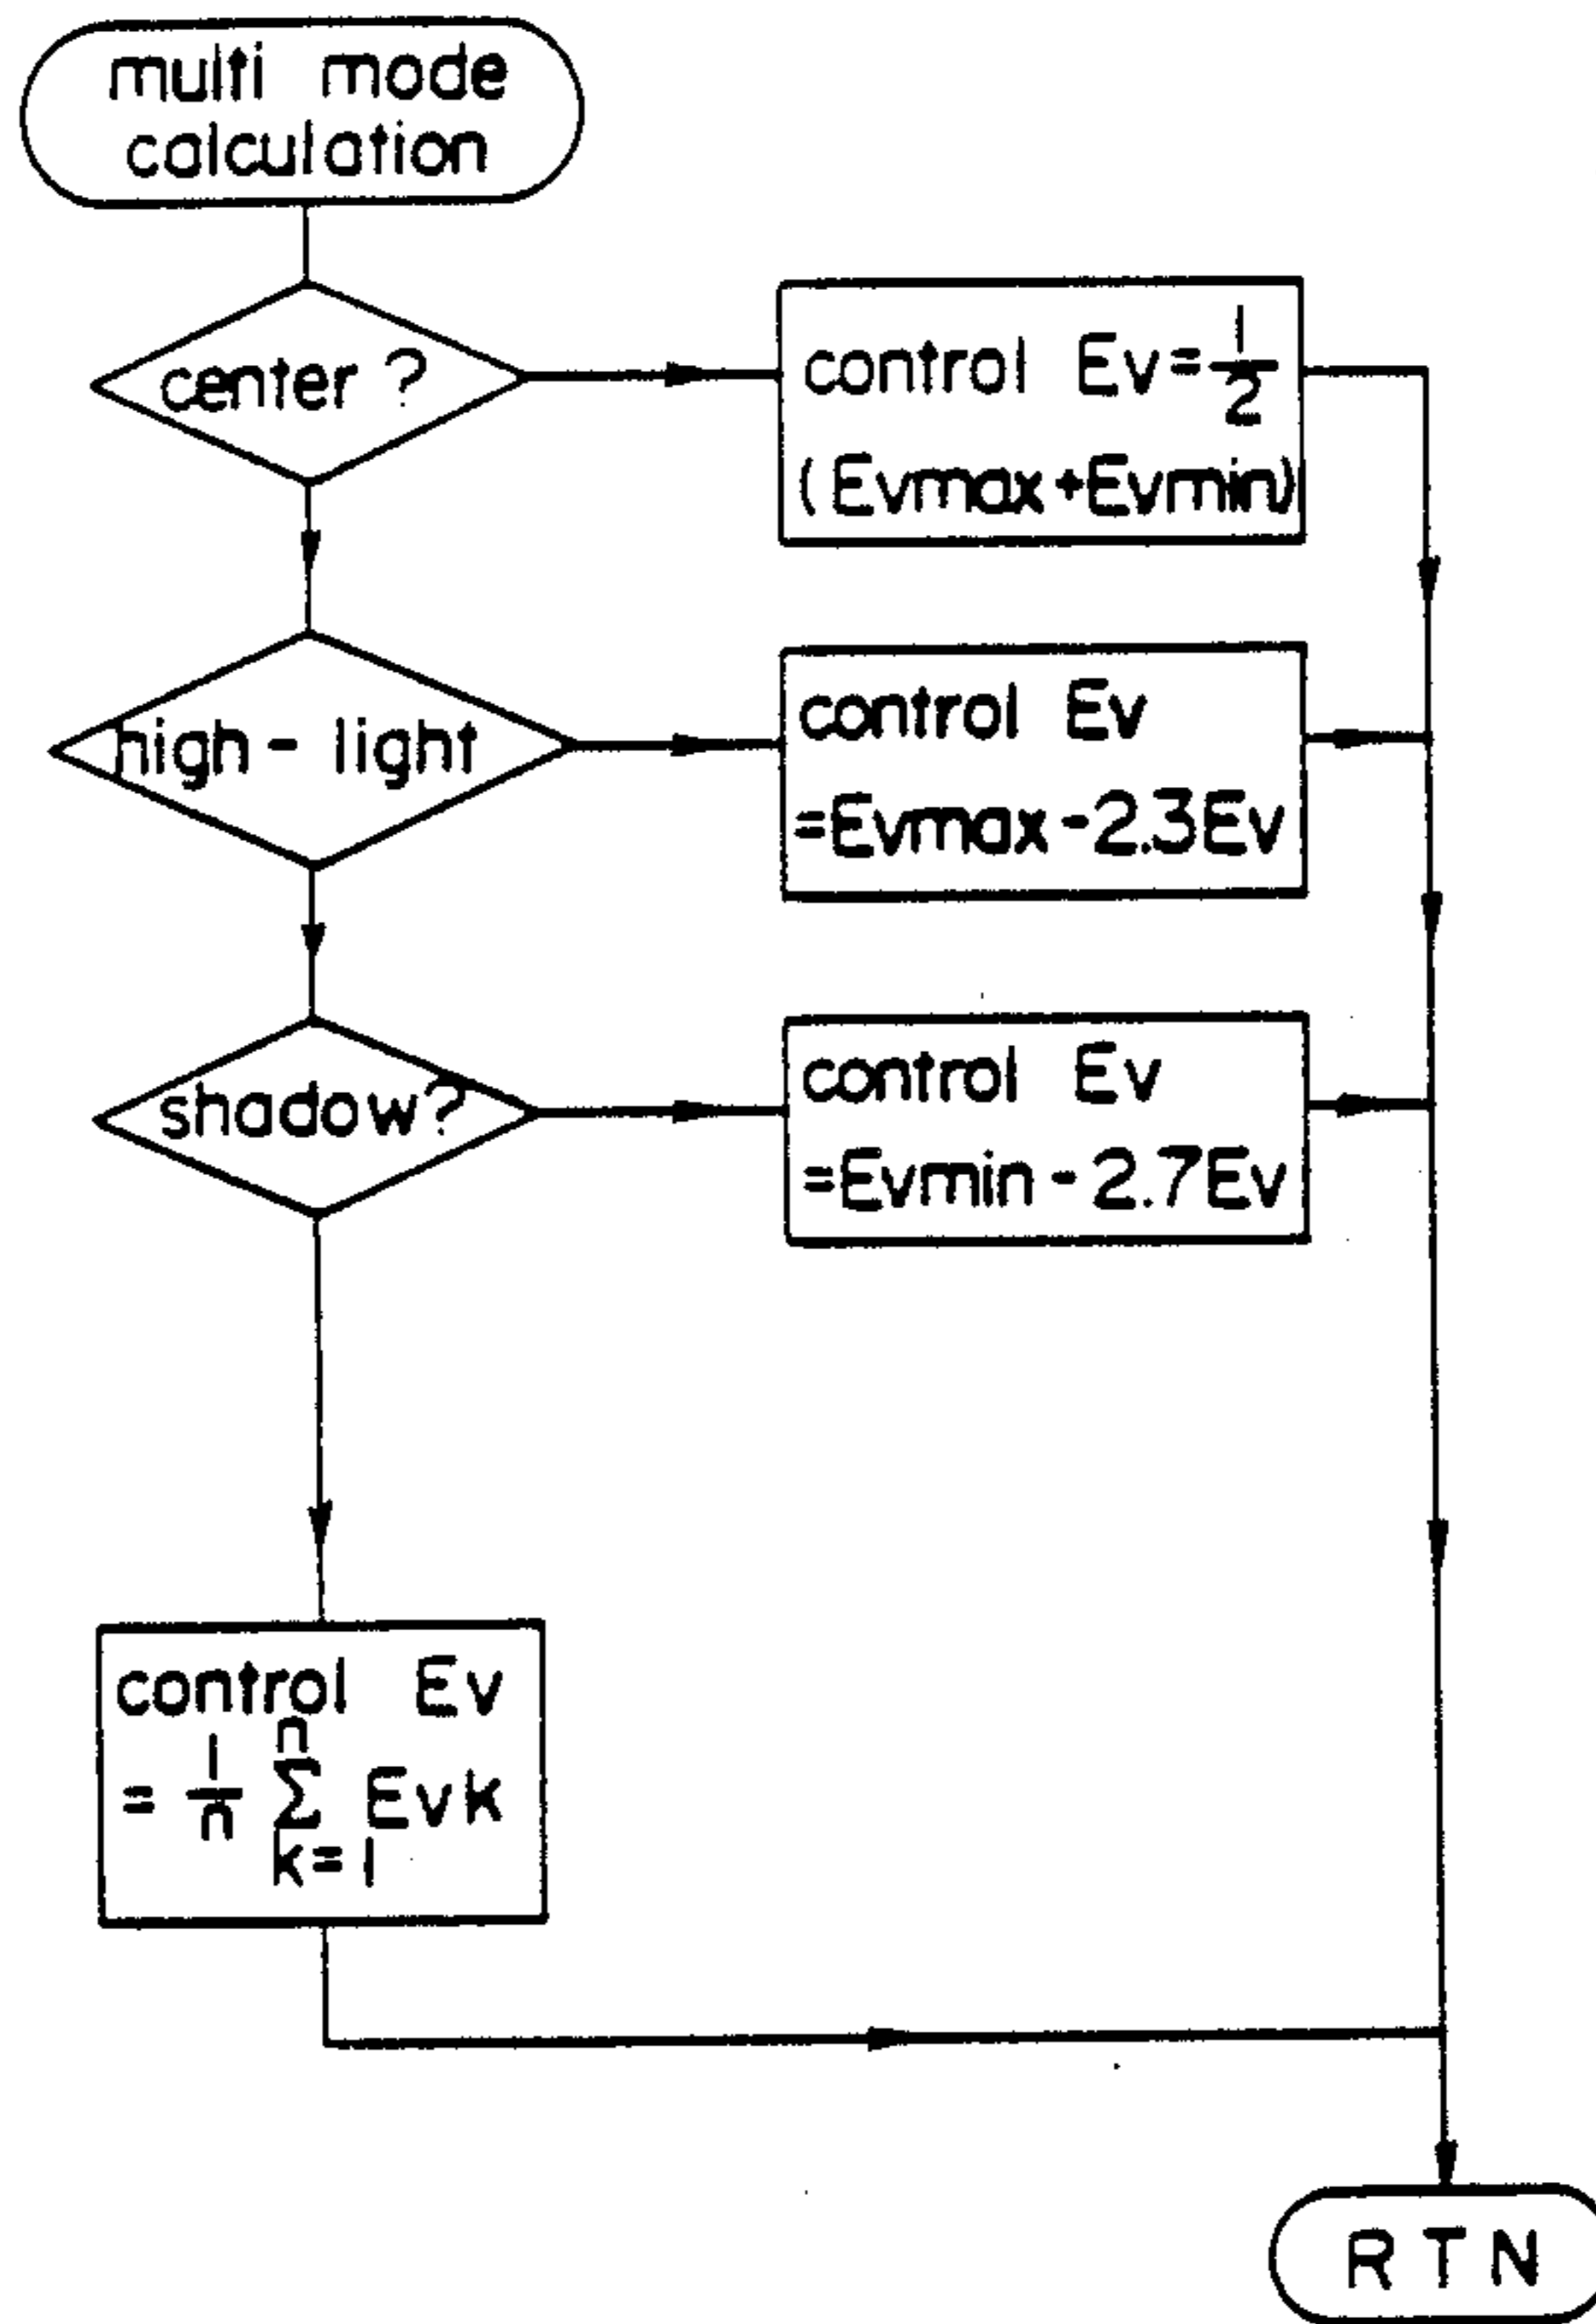 multi mode
calculation
center ?
control Ev=1/2
(Evmax+Evmin)
high- light
control Ev
=Evmax-2.3Ev
shadow?
control Ev
=Evmin-2.7Ev
control Ev
= 1/n n∑k=1 Evk
RTN